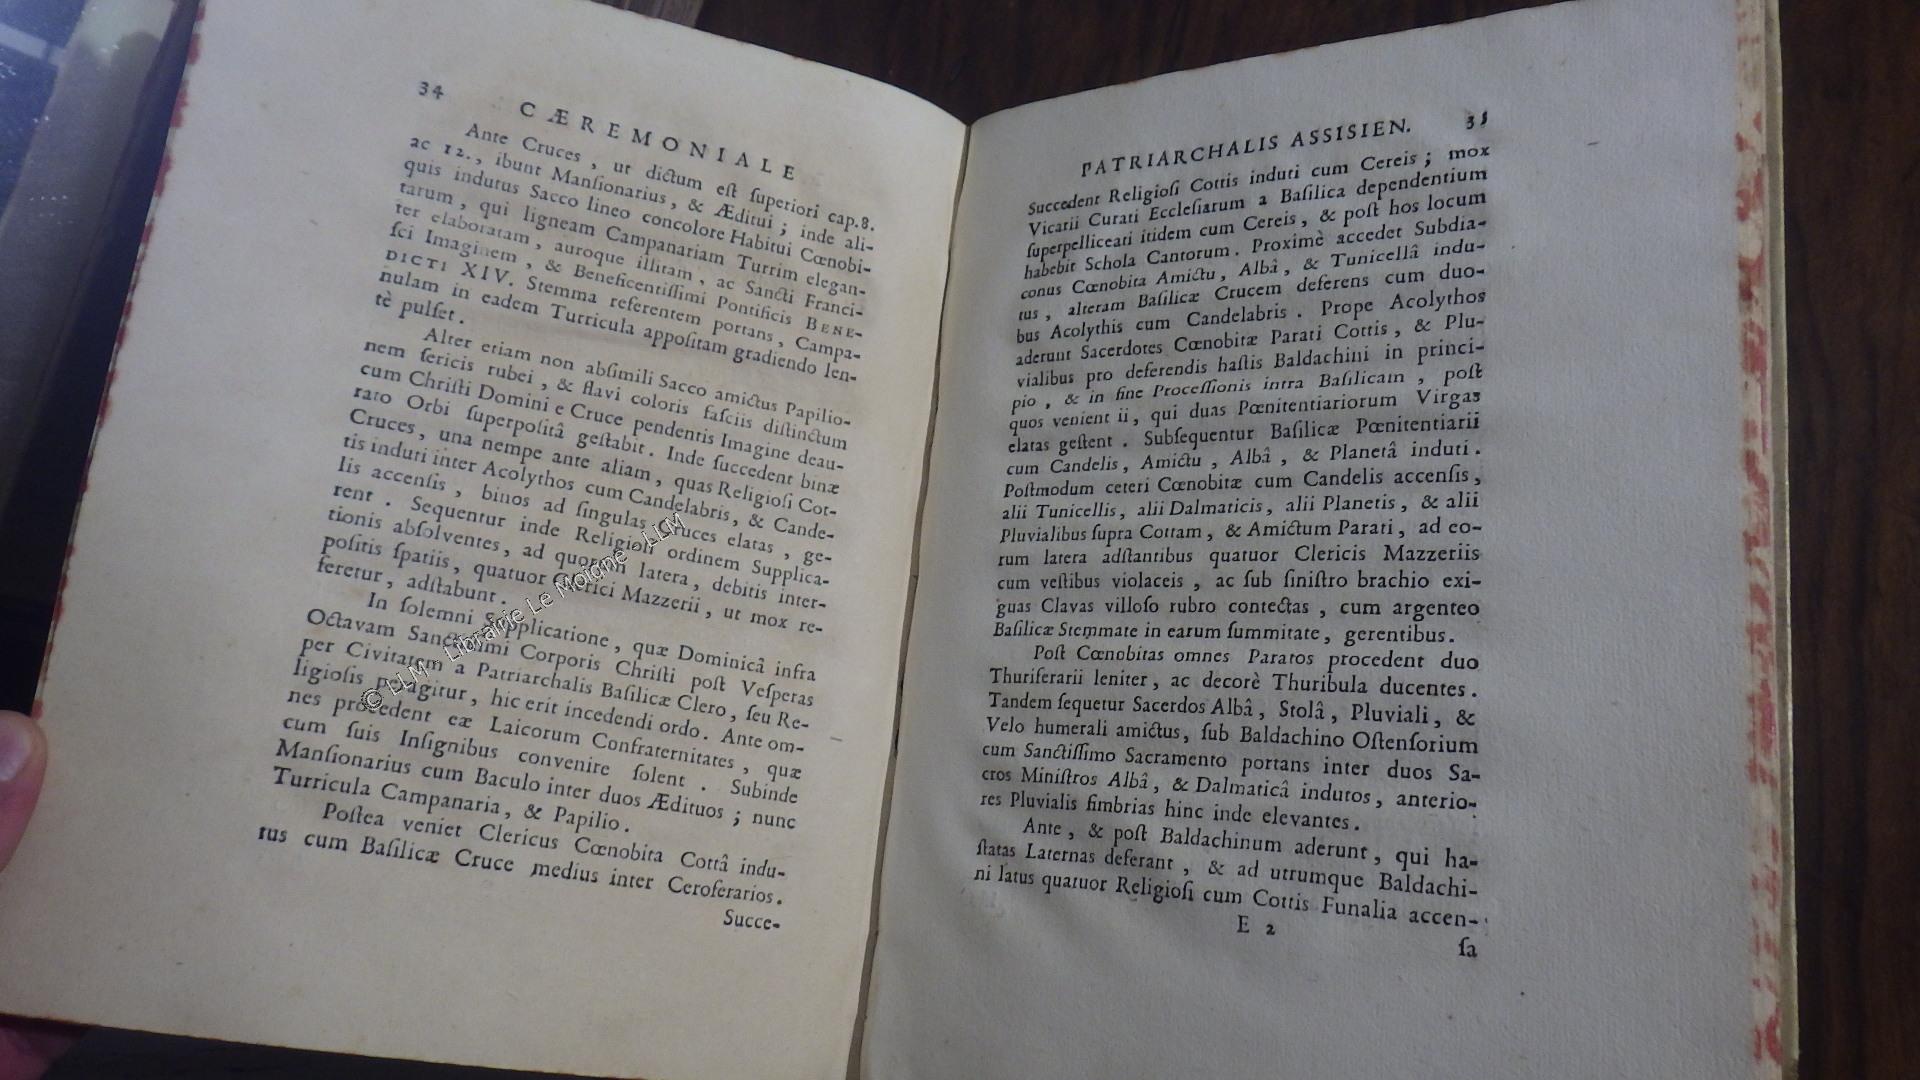 34
CÆREMONIALE
Ante Cruces, ut dictum est superiori cap.8.
ac 12., ibunt Mansionarius, & Æditui; inde ali-
quis indutus Sacco lineo concolore Habitui Cœnobi-
tarum, qui ligneam Campanariam Turrim elegan-
ter elaboratam, auroque illitam, ac Sancti Franci-
sci Imaginem, & Beneficentissimi Pontificis BENE-
DICTI XIV. Stemma referentem portans, Campa-
nulam in eadem Turricula appositam gradiendo len-
tè pulset.
Alter etiam non absimili Sacco amictus Papilio-
nem sericis rubei, & flavi coloris fasciis distinctum
cum Christi Domini e Cruce pendentis Imagine deau-
rato Orbi superpositâ gestabit. Inde succedent binæ
Cruces, una nempe ante aliam, quas Religiosi Cot-
tis induti inter Acolythos cum Candelabris, & Cande-
lis accensis, binos ad singulas Cruces elatas, ge-
rent. Sequentur inde Religiosi ordinem Supplica-
tionis absolventes, ad quorum latera, debitis inter-
positis spatiis, quatuor Clerici Mazzerii, ut mox re-
feretur, adstabunt.
In solemni Supplicatione, quæ Dominicâ infra
Octavam Sanctissimi Corporis Christi post Vesperas
per Civitatem a Patriarchalis Basilicæ Clero, seu Re-
ligiosis peragitur, hic erit incedendi ordo. Ante om-
nes procedent eæ Laicorum Confraternitates, quæ
cum suis Insignibus convenire solent. Subinde
Mansionarius cum Baculo inter duos Ædituos; nunc
Turricula Campanaria, & Papilio.
Postea veniet Clericus Cœnobita Cottâ indu-
tus cum Basilicæ Cruce medius inter Ceroferarios.
Succe-
© LLM - Librairie Le Moigne - LLM
PATRIARCHALIS ASSISIEN. 35
Succedent Religiosi Cottis induti cum Cereis; mox
Vicarii Curati Ecclesiarum a Basilica dependentium
superpelliceati itidem cum Cereis, & post hos locum
habebit Schola Cantorum. Proximè accedet Subdia-
conus Cœnobita Amictu, Albâ, & Tunicellâ indu-
tus, alteram Basilicæ Crucem deferens cum duo-
bus Acolythis cum Candelabris. Prope Acolythos
aderunt Sacerdotes Cœnobitæ Parati Cottis, & Plu-
vialibus pro deferendis hastis Baldachini in princi-
pio, & in fine Processionis intra Basilicam, post
quos venient ii, qui duas Pœnitentiariorum Virgas
elatas gestent. Subsequentur Basilicæ Pœnitentiarii
cum Candelis, Amictu, Albâ, & Planetâ induti.
Postmodum ceteri Cœnobitæ cum Candelis accensis,
alii Tunicellis, alii Dalmaticis, alii Planetis, & alii
Pluvialibus supra Cottam, & Amictum Parati, ad eo-
rum latera adstantibus quatuor Clericis Mazzeriis
cum vestibus violaceis, ac sub sinistro brachio exi-
guas Clavas villoso rubro contectas, cum argenteo
Basilicæ Stemmate in earum summitate, gerentibus.
Post Cœnobitas omnes Paratos procedent duo
Thuriferarii leniter, ac decorè Thuribula ducentes.
Tandem sequetur Sacerdos Albâ, Stolâ, Pluviali, &
Velo humerali amictus, sub Baldachino Ostensorium
cum Sanctissimo Sacramento portans inter duos Sa-
cros Ministros Albâ, & Dalmaticâ indutos, anterio-
res Pluvialis fimbrias hinc inde elevantes.
Ante, & post Baldachinum aderunt, qui ha-
statas Laternas deferant, & ad utrumque Baldachi-
ni latus quatuor Religiosi cum Cottis Funalia accen-
E 2
sa